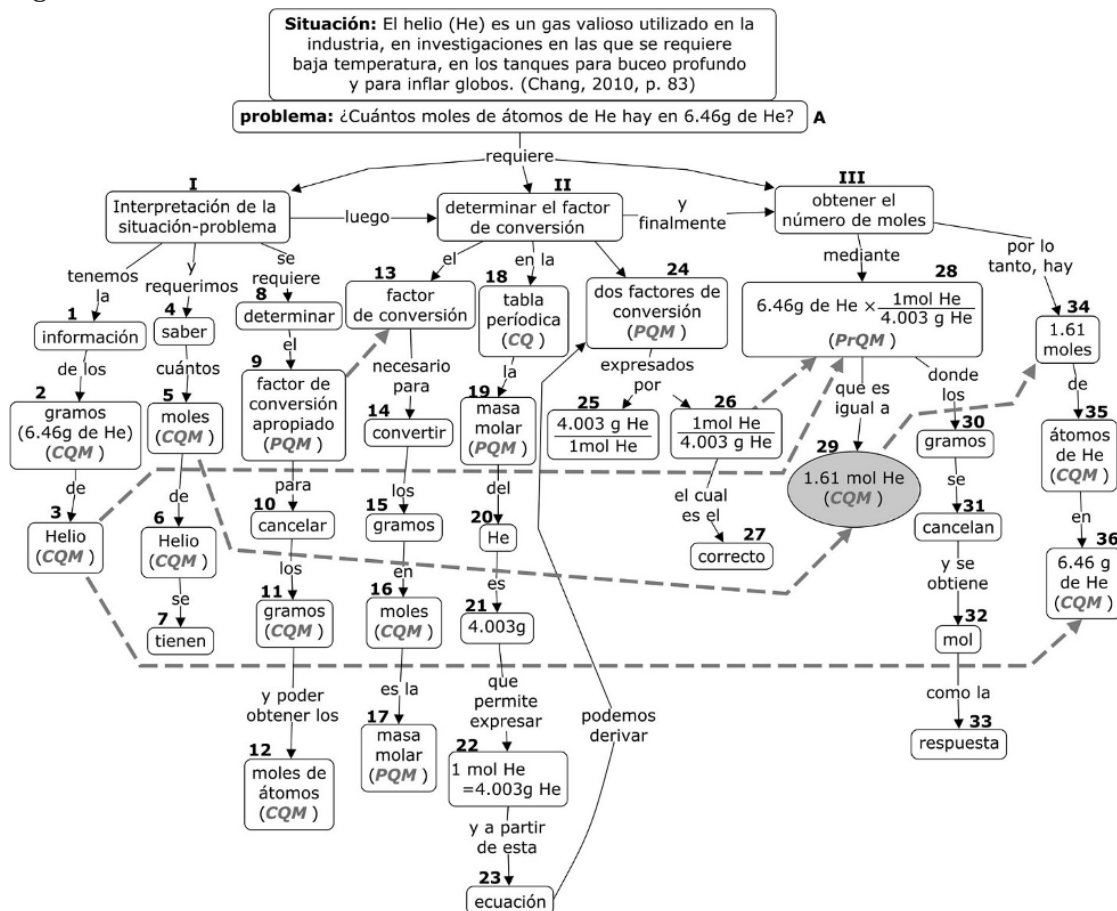 Situación: El helio (He) es un gas valioso utilizado en la
industria, en investigaciones en las que se requiere
baja temperatura, en los tanques para buceo profundo
y para inflar globos. (Chang, 2010, p. 83)
problema: ¿Cuántos moles de átomos de He hay en 6.46g de He? A
requiere
I
Interpretación de la
situación-problema
luego
II
determinar el factor
de conversión
y
finalmente
III
obtener el
número de moles
tenemos
la
1
información
de los
2
gramos
(6.46g de He)
(CQM )
de
3
Helio
(CQM )
y
requerimos
4
saber
cuántos
5
moles
(CQM )
de
6
Helio
(CQM )
se
7
tienen
se
requiere
8
determinar
el
9
factor de
conversión
apropiado
(PQM )
para
10
cancelar
los
11
gramos
(CQM )
y poder
obtener los
12
moles de
átomos
(CQM )
el
13
factor
de conversión
necesario
para
14
convertir
los
15
gramos
en
16
moles
(CQM )
es la
17
masa
molar
(PQM )
en la
18
tabla
períodica
(CQ )
la
19
masa
molar
(PQM )
del
20
He
es
21
4.003g
que
permite
expresar
22
1 mol He
=4.003g He
y a partir
de esta
23
ecuación
podemos
derivar
24
dos factores de
conversión
(PQM )
expresados
por
25
4.003 g He
1mol He
26
1mol He
4.003 g He
el cual
es el
27
correcto
mediante
28
6.46g de He × 1mol He
4.003 g He
(PrQM )
que es
igual a
29
1.61 mol He
(CQM )
donde
los
30
gramos
se
31
cancelan
y se
obtiene
32
mol
como la
33
respuesta
por lo
tanto, hay
34
1.61
moles
de
35
átomos
de He
(CQM )
en
36
6.46 g
de He
(CQM )